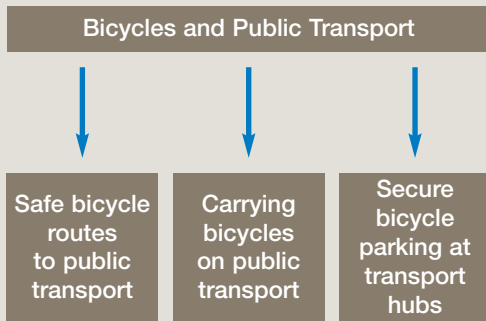 Bicycles and Public Transport
Safe bicycle
routes
to public
transport
Carrying
bicycles
on public
transport
Secure
bicycle
parking at
transport
hubs